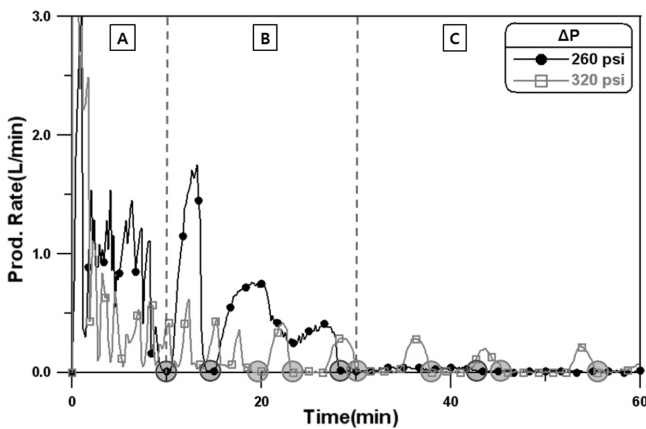 3.0
2.0
1.0
0.0
Prod. Rate(L/min)
A
B
C
ΔP
260 psi
320 psi
0
20
40
60
Time(min)